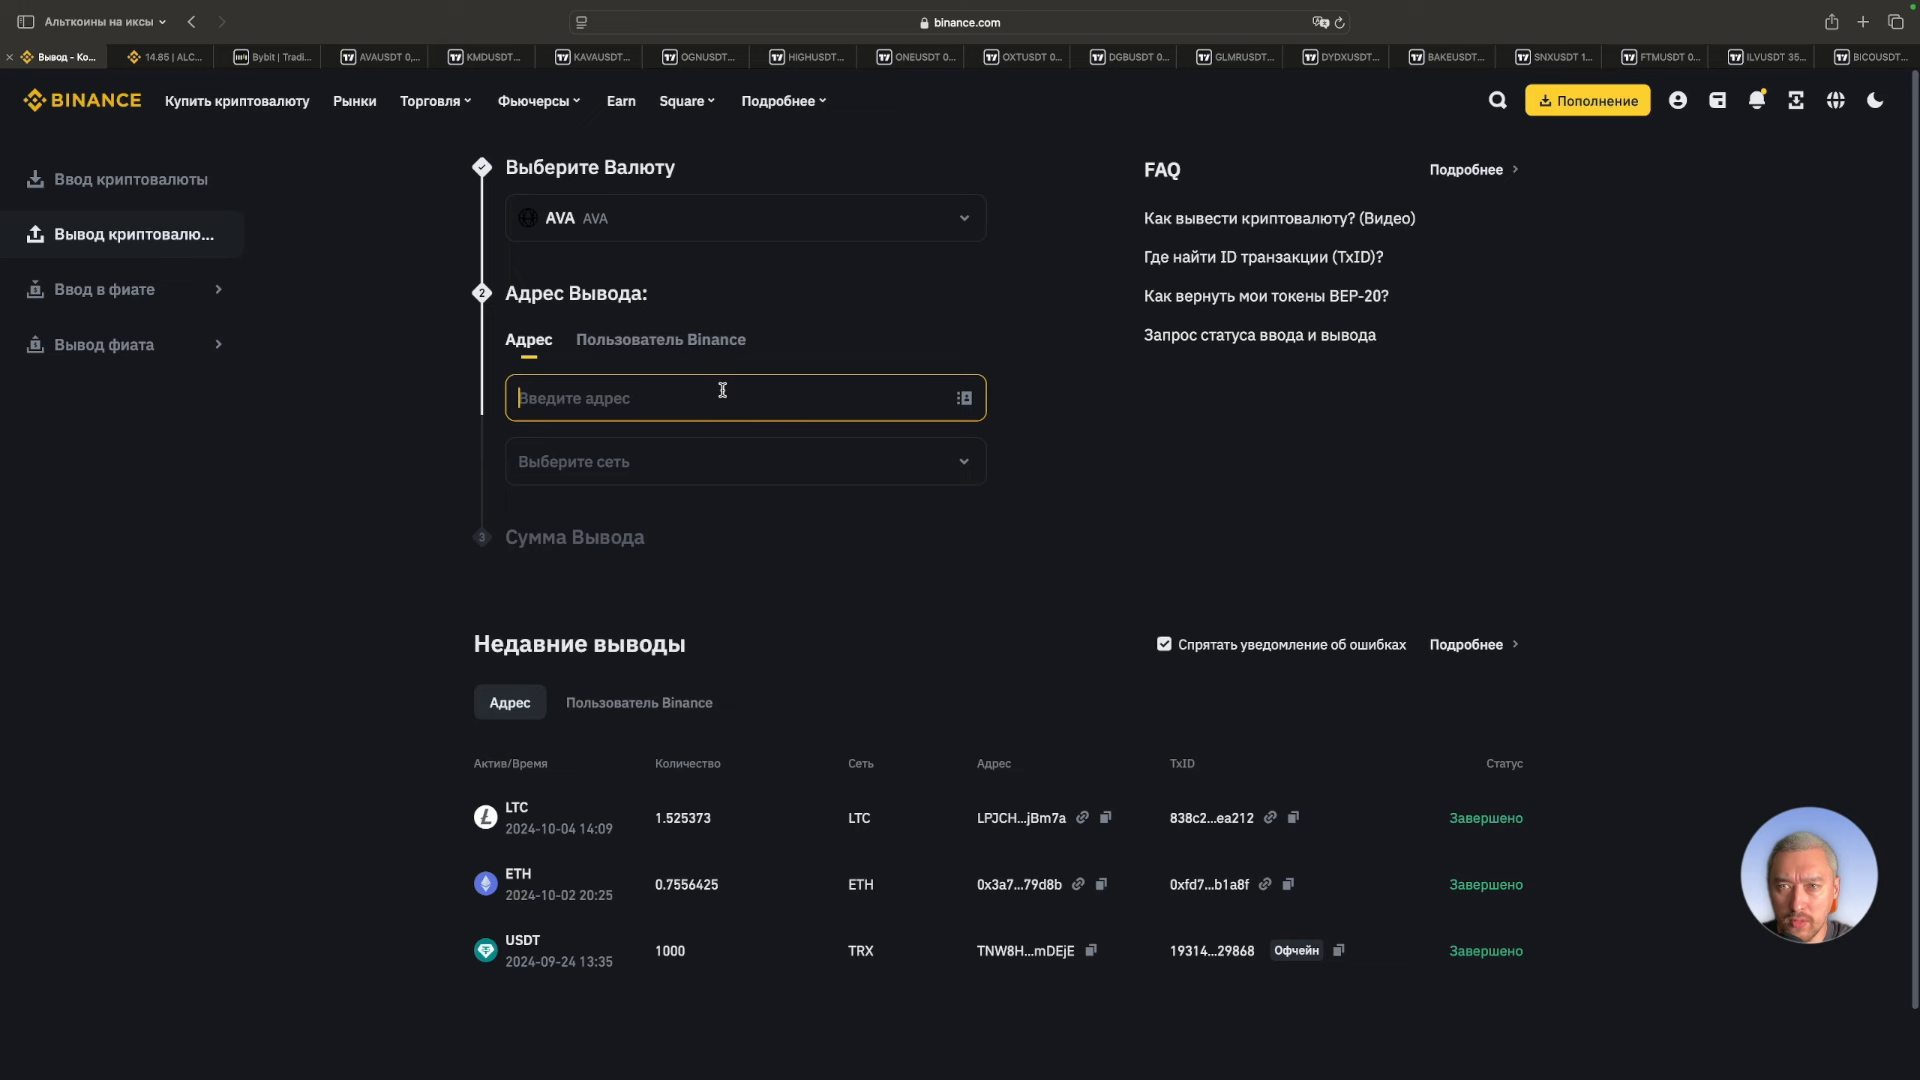 Альткоины на иксы
binance.com
Вывод - Ко...
14.85 | ALC...
Bybit | Tradi...
AVAUSDT 0,...
KMDUSDT...
KAVAUSDT...
OGNUSDT...
HIGHUSDT...
ONEUSDT 0...
OXTUSDT 0...
DGBUSDT 0...
GLMRUSDT...
DYDXUSDT...
BAKEUSDT...
SNXUSDT 1...
FTMUSDT 0...
ILVUSDT 35...
BICOUSDT...
BINANCE
Купить криптовалюту
Рынки
Торговля
Фьючерсы
Earn
Square
Подробнее
Пополнение
Ввод криптовалюты
Вывод криптовалю...
Ввод в фиате
Вывод фиата
Выберите Валюту
AVA AVA
2 Адрес Вывода:
Адрес
Пользователь Binance
Введите адрес
Выберите сеть
3 Сумма Вывода
FAQ
Подробнее
Как вывести криптовалюту? (Видео)
Где найти ID транзакции (TxID)?
Как вернуть мои токены BEP-20?
Запрос статуса ввода и вывода
Недавние выводы
Спрятать уведомление об ошибках
Подробнее
Адрес
Пользователь Binance
Актив/Время Количество Сеть Адрес TxID Статус
LTC
2024-10-04 14:09
1.525373 LTC LPJCH...jBm7a 838c2...ea212 Завершено
ETH
2024-10-02 20:25
0.7556425 ETH 0x3a7...79d8b 0xfd7...b1a8f Завершено
USDT
2024-09-24 13:35
1000 TRX TNW8H...mDEjE 19314...29868 Офчейн Завершено